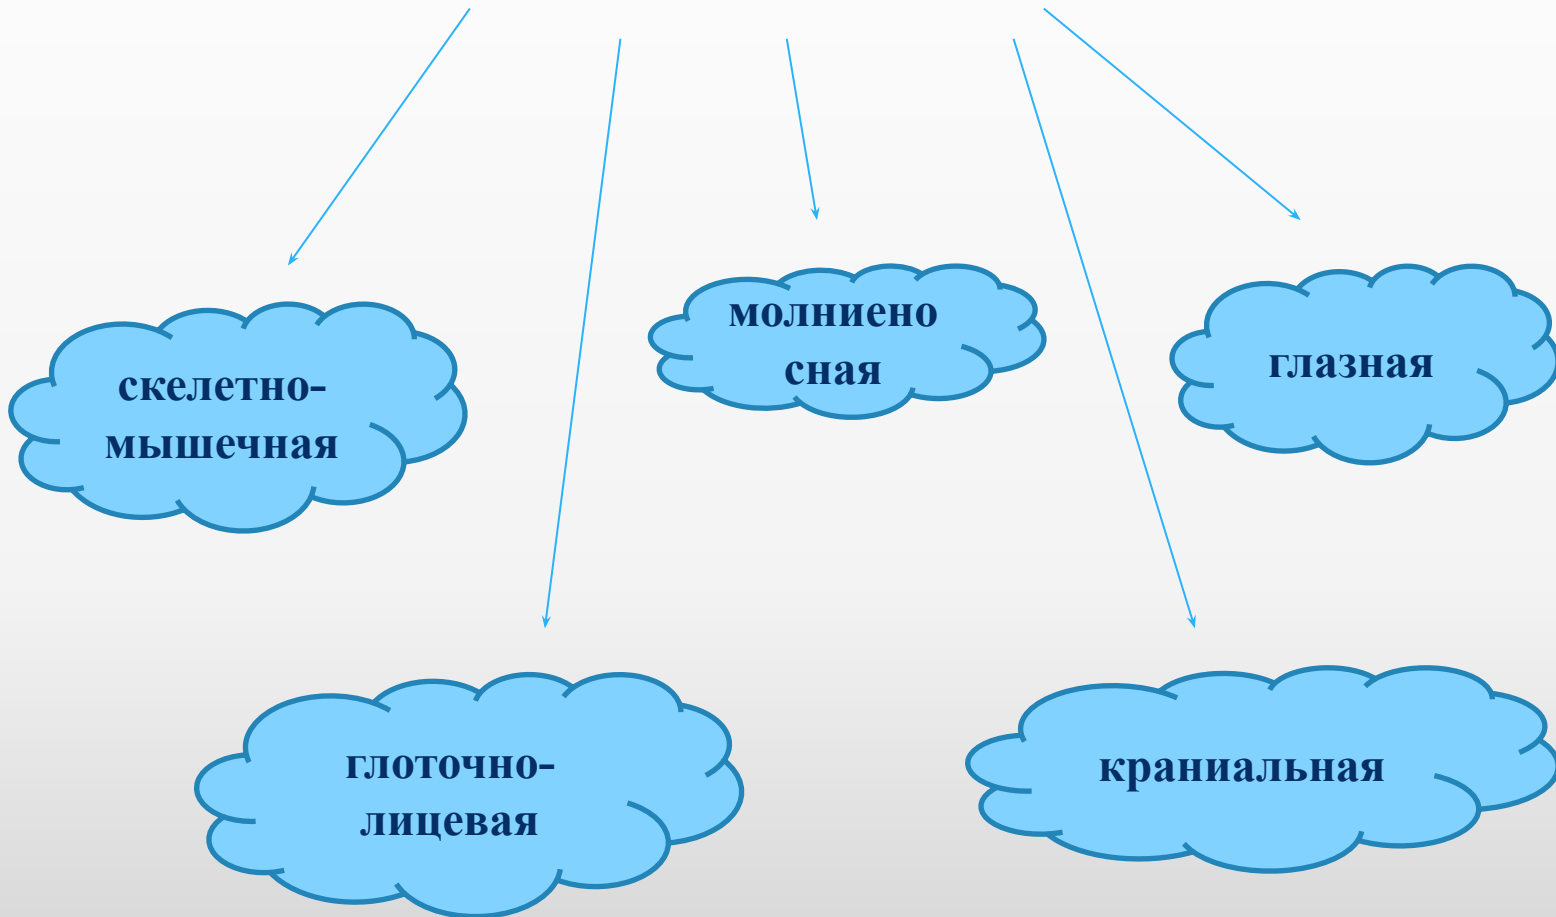 молниено
сная
глазная
скелетно-
мышечная
глоточно-
лицевая
краниальная